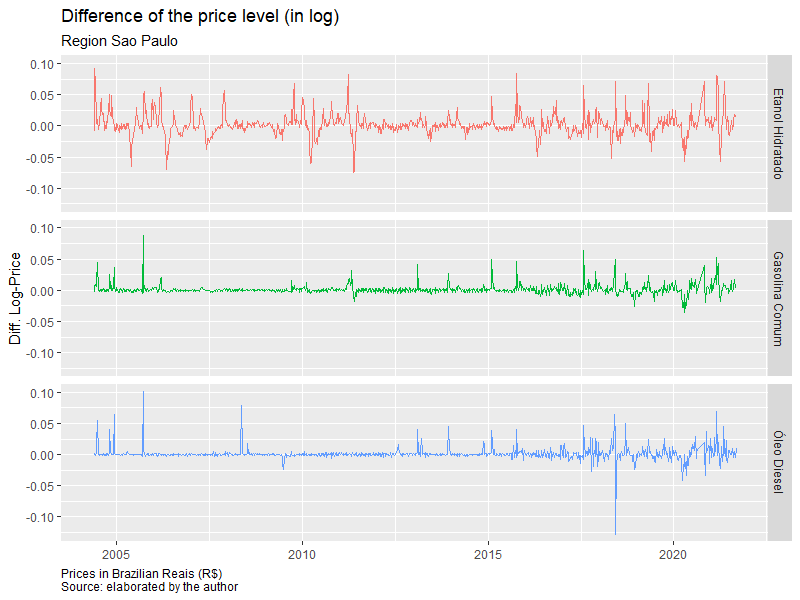 Difference of the price level (in log)
Region Sao Paulo
Diff. Log-Price
0.10
0.05
0.00
-0.05
-0.10
Etanol Hidratado
0.10
0.05
0.00
-0.05
-0.10
Gasolina Comum
0.10
0.05
0.00
-0.05
-0.10
Óleo Diesel
2005 2010 2015 2020
Prices in Brazilian Reais (R$)
Source: elaborated by the author